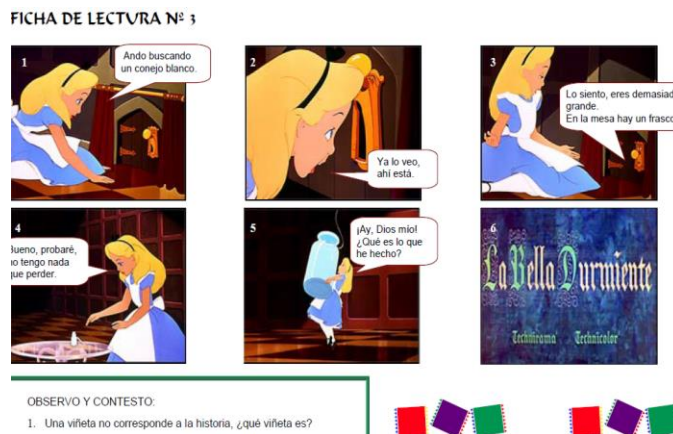 FICHA DE LECTURA Nº 3
1
Ando buscando
un conejo blanco.
2
Ya lo veo,
ahí está.
3
Lo siento, eres demasiad
grande.
En la mesa hay un frasco
4
Bueno, probaré,
no tengo nada
que perder.
5
¡Ay, Dios mío!
¿Qué es lo que
he hecho?
6
La Bella Durmiente
Technirama Technicolor
OBSERVO Y CONTESTO:
1. Una viñeta no corresponde a la historia, ¿qué viñeta es?